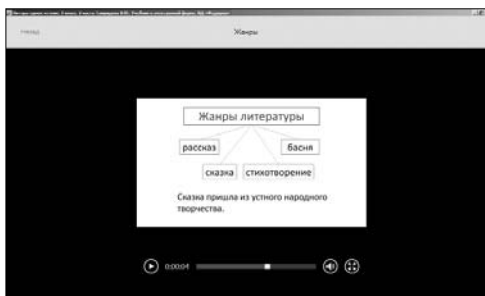 Назад
Жанры
Жанры литературы
рассказ
басня
сказка
стихотворение
Сказка пришла из устного народного
творчества.
0:00:04